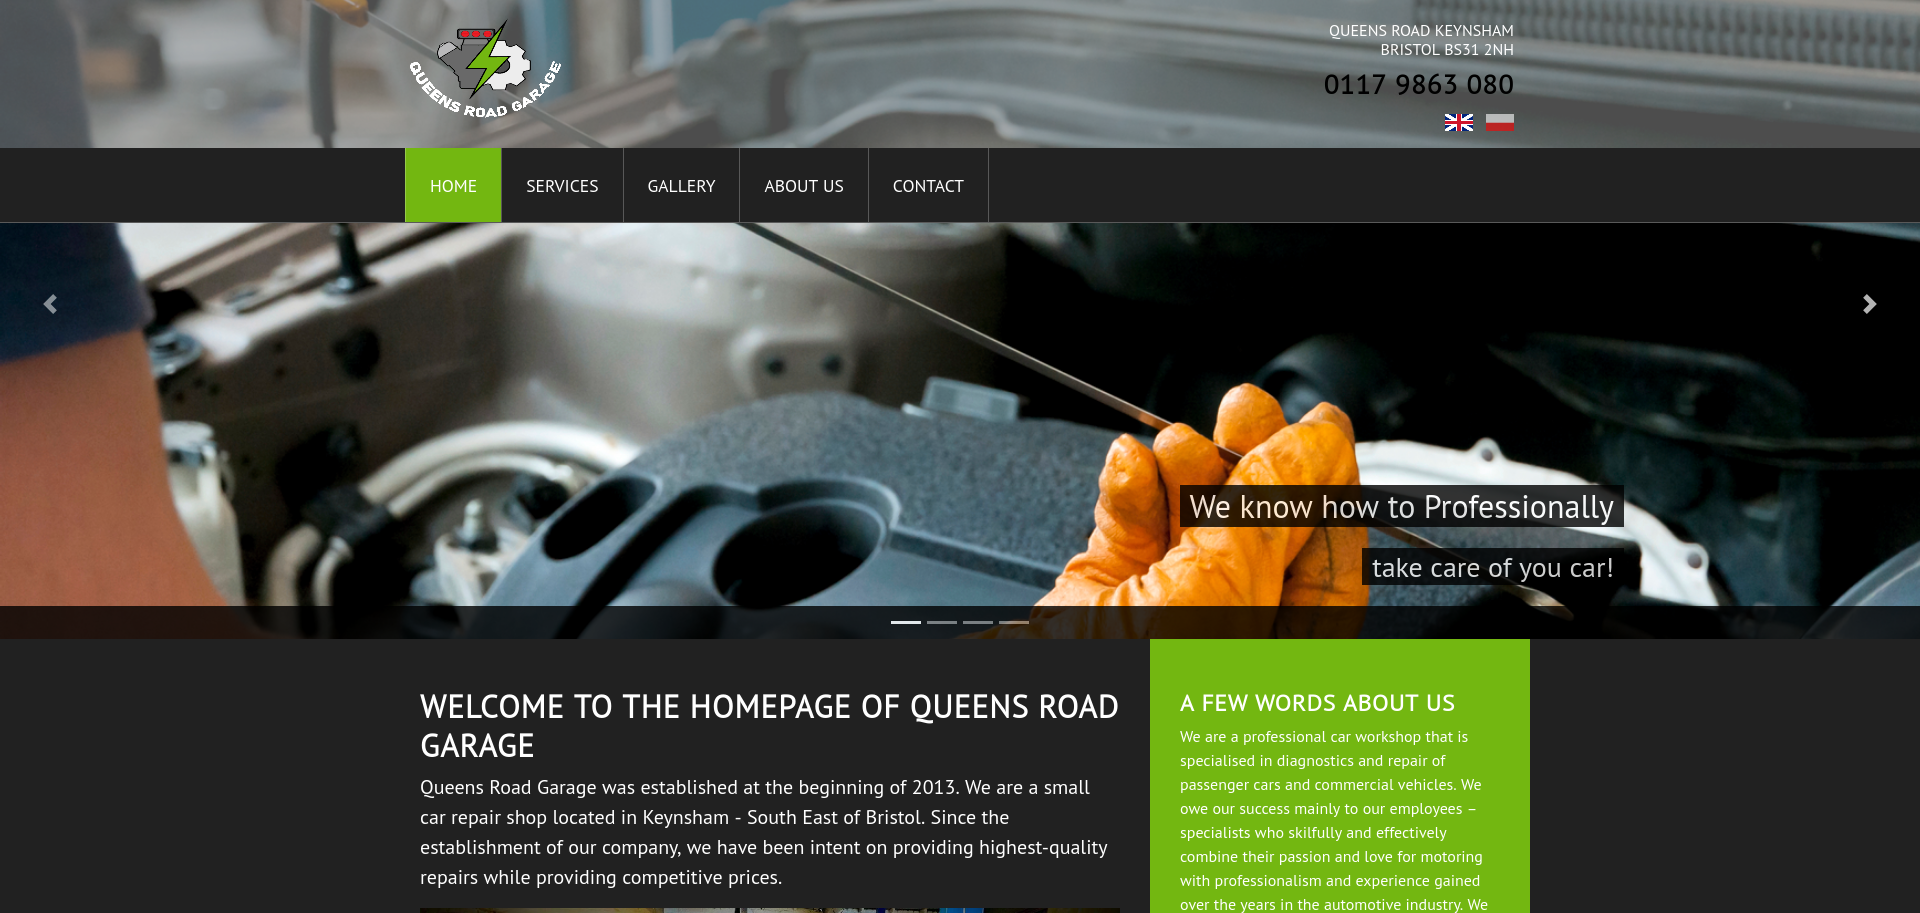 QUEENS ROAD GARAGE
QUEENS ROAD KEYNSHAM
BRISTOL BS31 2NH
0117 9863 080
HOME
SERVICES
GALLERY
ABOUT US
CONTACT
We know how to Professionally
take care of you car!
WELCOME TO THE HOMEPAGE OF QUEENS ROAD
GARAGE
Queens Road Garage was established at the beginning of 2013. We are a small
car repair shop located in Keynsham - South East of Bristol. Since the
establishment of our company, we have been intent on providing highest-quality
repairs while providing competitive prices.
A FEW WORDS ABOUT US
We are a professional car workshop that is
specialised in diagnostics and repair of
passenger cars and commercial vehicles. We
owe our success mainly to our employees –
specialists who skilfully and effectively
combine their passion and love for motoring
with professionalism and experience gained
over the years in the automotive industry. We